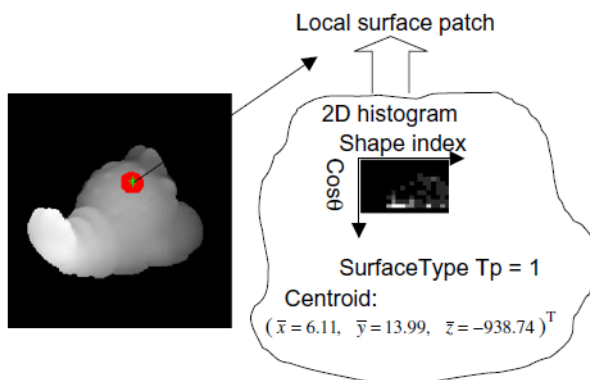 Local surface patch
2D histogram
Shape index
Cosθ
SurfaceType Tp = 1
Centroid:
( x̅ = 6.11, y̅ = 13.99, z̅ = −938.74 )ᵀ